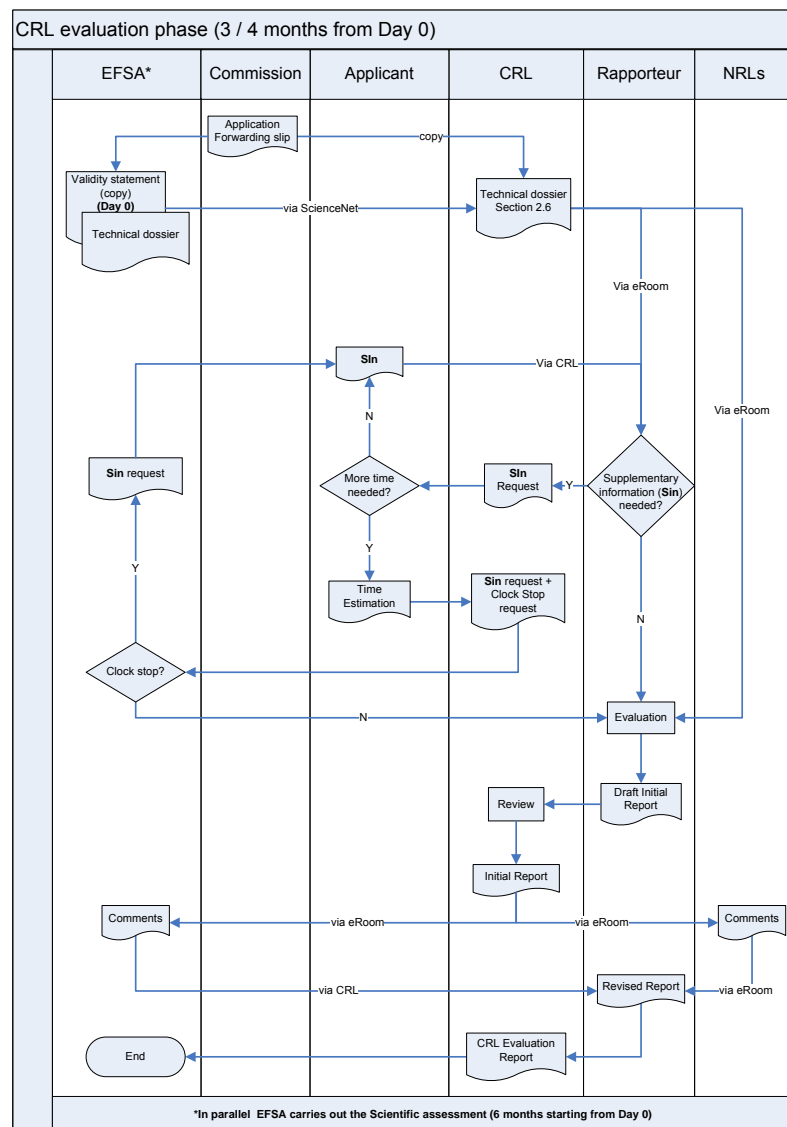 CRL evaluation phase (3 / 4 months from Day 0)
EFSA*
Commission
Applicant
CRL
Rapporteur
NRLs
Application
Forwarding slip
copy
Validity statement
(copy)
(Day 0)
Technical dossier
via ScienceNet
Technical dossier
Section 2.6
Via eRoom
Via eRoom
SIn
Via CRL
N
Sin request
More time
needed?
SIn
Request
Y
Supplementary
information (Sin)
needed?
Y
Y
Time
Estimation
Sin request +
Clock Stop
request
N
Clock stop?
N
Evaluation
Draft Initial
Report
Review
Initial Report
Comments
via eRoom
via eRoom
Comments
via CRL
Revised Report
via eRoom
End
CRL Evaluation
Report
*In parallel  EFSA carries out the Scientific assessment (6 months starting from Day 0)